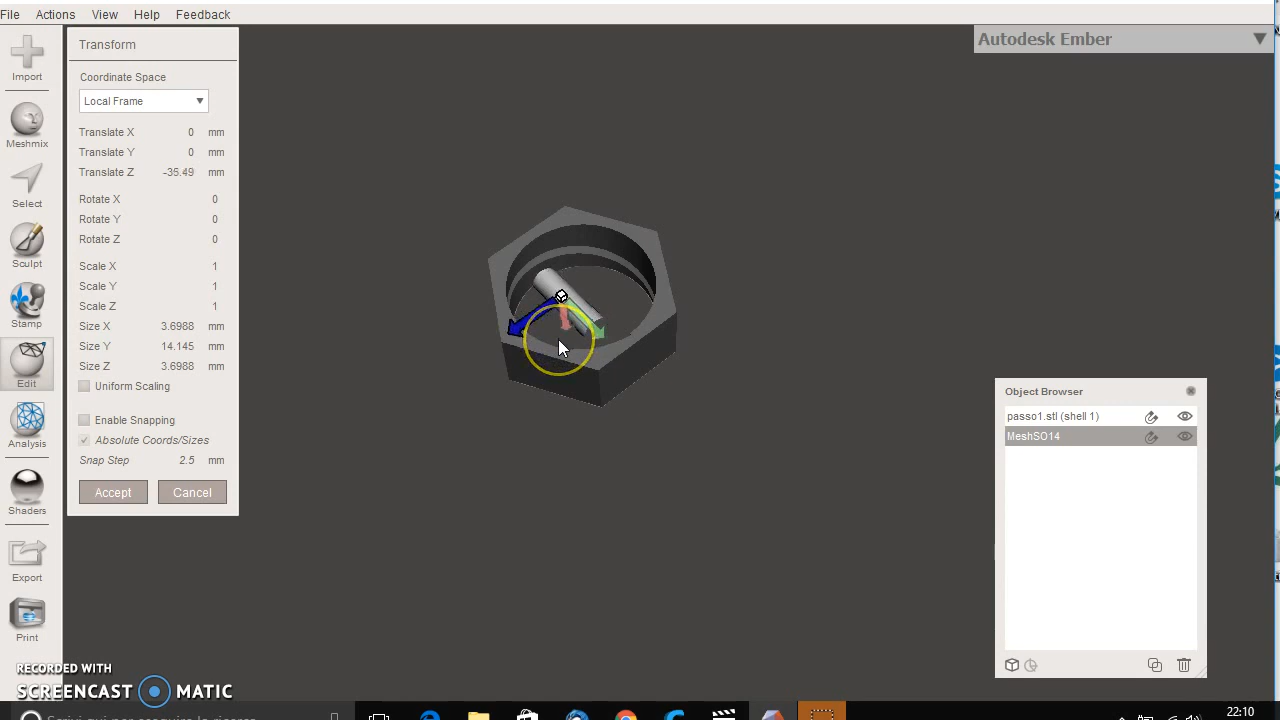 File Actions View Help Feedback
Autodesk Ember
Import
Meshmix
Select
Sculpt
Stamp
Edit
Analysis
Shaders
Export
Print
Transform
Coordinate Space
Local Frame
Translate X 0 mm
Translate Y 0 mm
Translate Z -35.49 mm
Rotate X 0
Rotate Y 0
Rotate Z 0
Scale X 1
Scale Y 1
Scale Z 1
Size X 3.6988 mm
Size Y 14.145 mm
Size Z 3.6988 mm
Uniform Scaling
Enable Snapping
Absolute Coords/Sizes
Snap Step 2.5 mm
Accept Cancel
Object Browser
passo1.stl (shell 1)
MeshSO14
RECORDED WITH
SCREENCAST MATIC
22:10